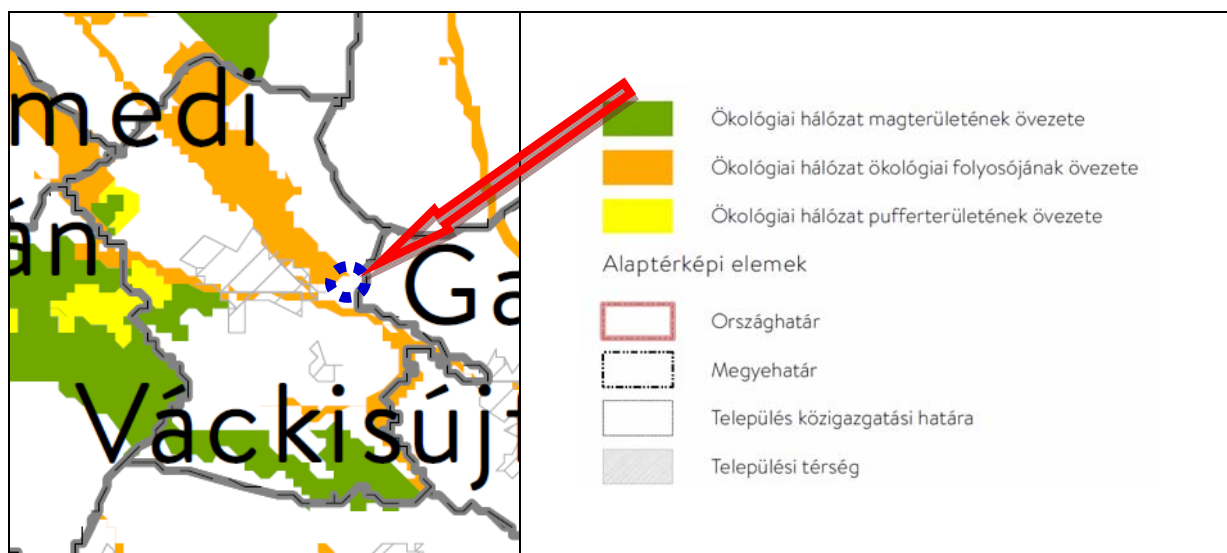 medi
án
Ga
Váckisúj
Ökológiai hálózat magterületének övezete
Ökológiai hálózat ökológiai folyosójának övezete
Ökológiai hálózat pufferterületének övezete
Alaptérképi elemek
Országhatár
Megyehatár
Település közigazgatási határa
Települési térség